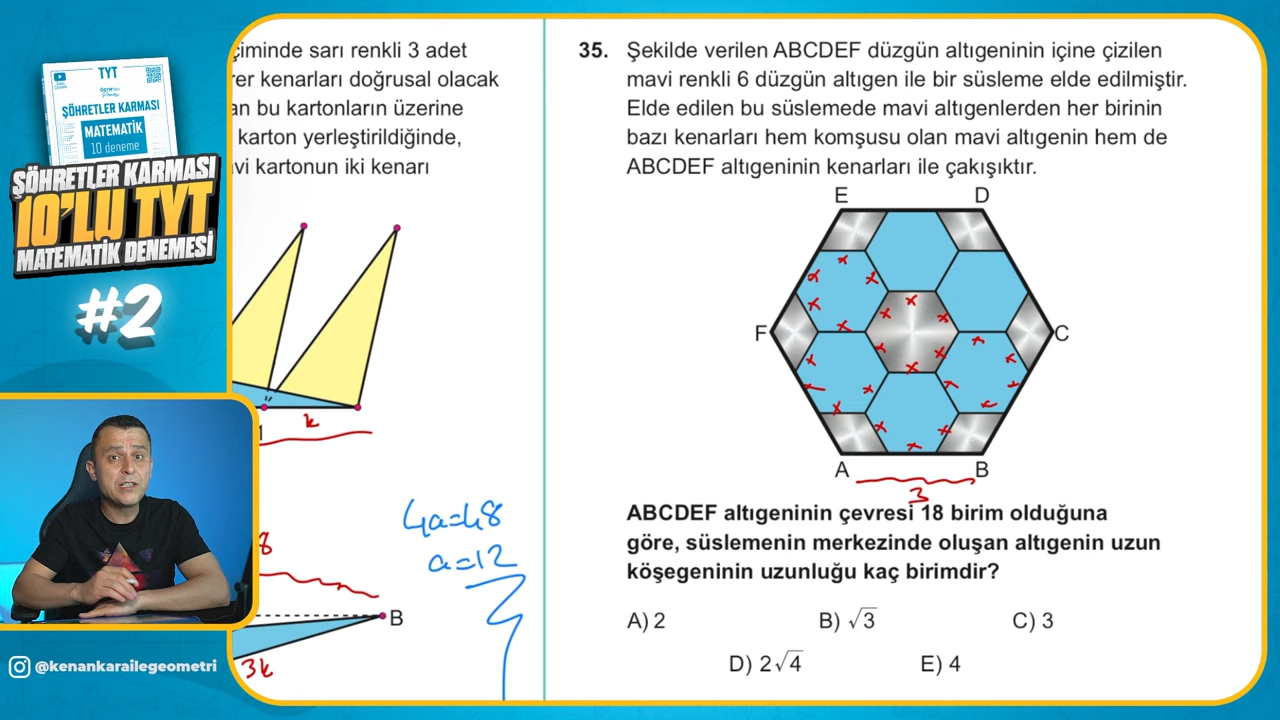 TYT
ŞÖHRETLER KARMASI
MATEMATİK
10 deneme
ŞÖHRETLER KARMASI
10'LU TYT
MATEMATİK DENEMESİ
#2
@kenankarailegeometri
çiminde sarı renkli 3 adet
rer kenarları doğrusal olacak
an bu kartonların üzerine
karton yerleştirildiğinde,
avi kartonun iki kenarı
k
8
4a=48
a=12
B
3k
35. Şekilde verilen ABCDEF düzgün altıgeninin içine çizilen
mavi renkli 6 düzgün altıgen ile bir süsleme elde edilmiştir.
Elde edilen bu süslemede mavi altıgenlerden her birinin
bazı kenarları hem komşusu olan mavi altıgenin hem de
ABCDEF altıgeninin kenarları ile çakışıktır.
E D
F C
A B
3
ABCDEF altıgeninin çevresi 18 birim olduğuna
göre, süslemenin merkezinde oluşan altıgenin uzun
köşegeninin uzunluğu kaç birimdir?
A) 2 B) √3 C) 3
D) 2√4 E) 4